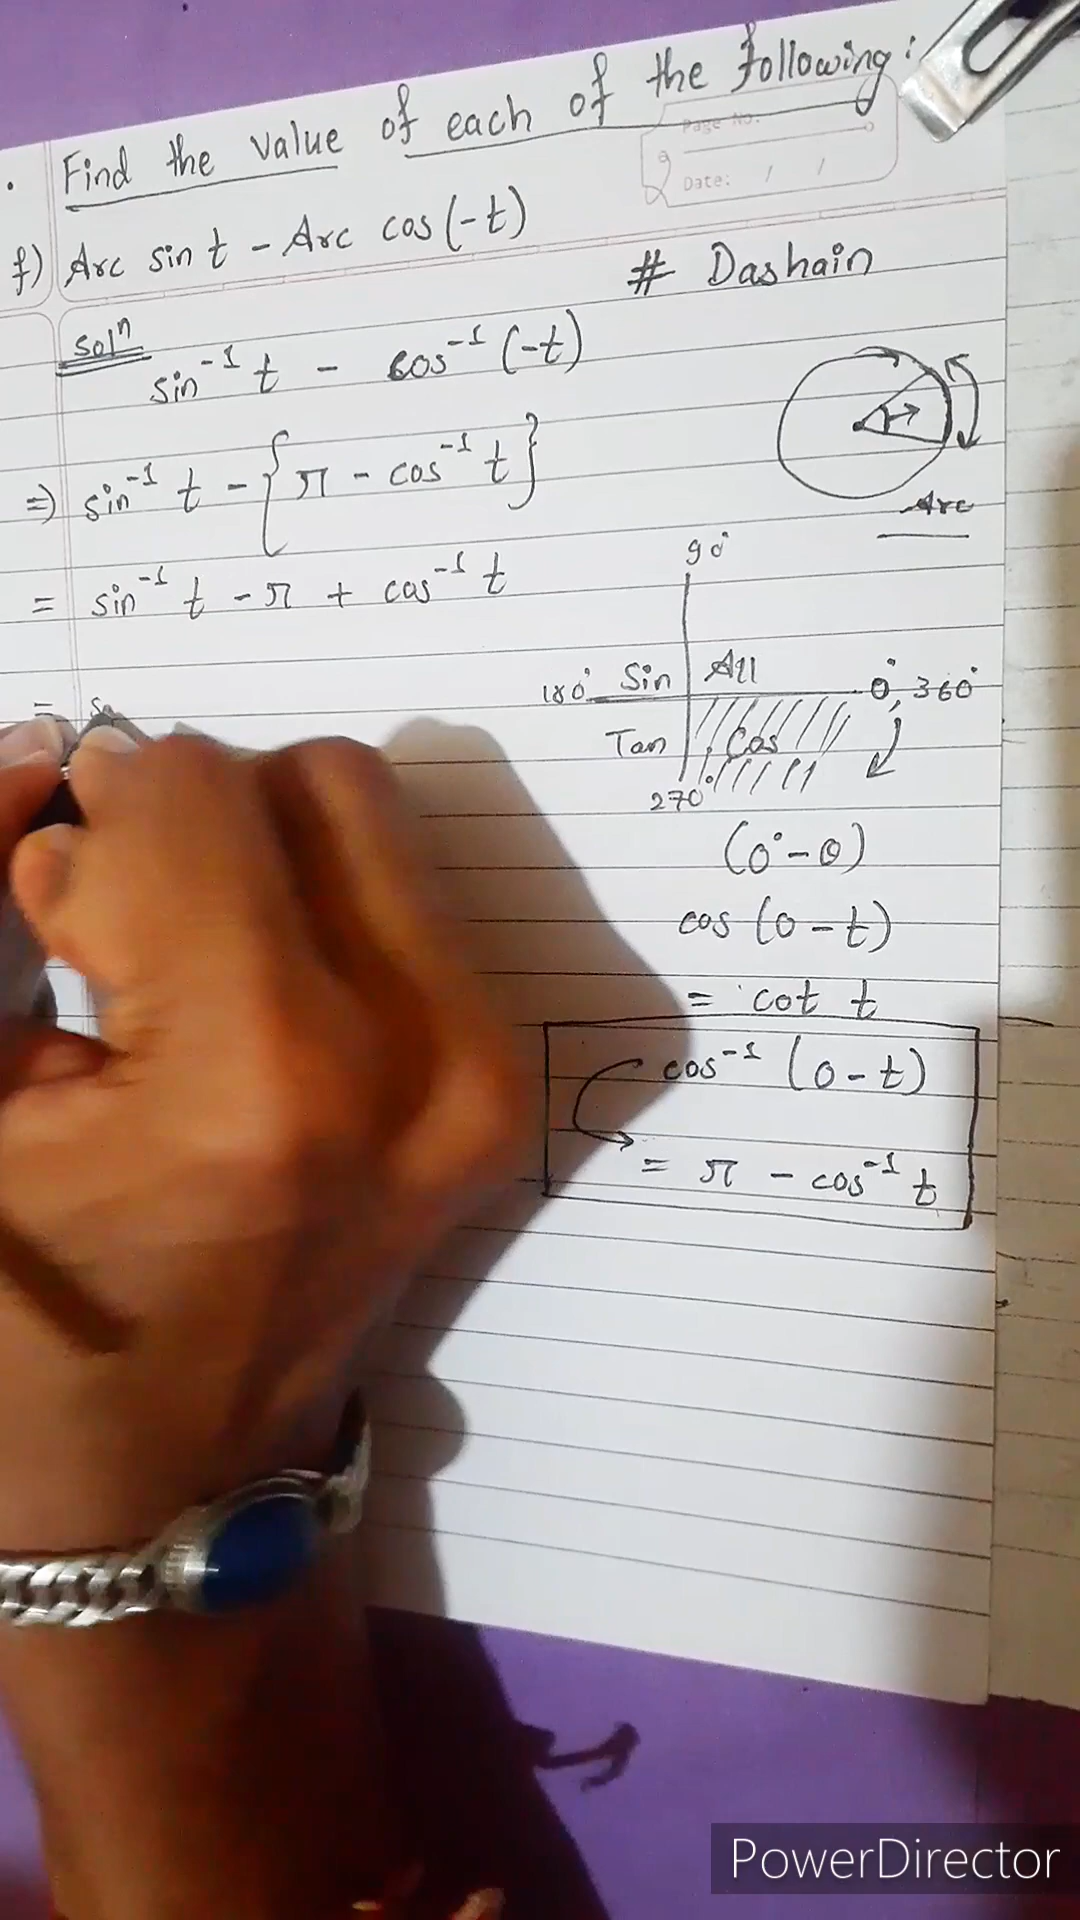 Find the value of each of the following:
Page No.
Date: / /
f) Arc sin t - Arc cos (-t)
# Dashain
Solⁿ
sin⁻¹ t - cos⁻¹ (-t)
=) sin⁻¹ t - { π - cos⁻¹ t }
Arc
= sin⁻¹ t - π + cos⁻¹ t
90°
180° Sin All 0°, 360°
Tan Cos
270°
=
(0° - θ)
cos (0 - t)
= cot t
cos⁻¹ (0 - t)
= π - cos⁻¹ t
PowerDirector